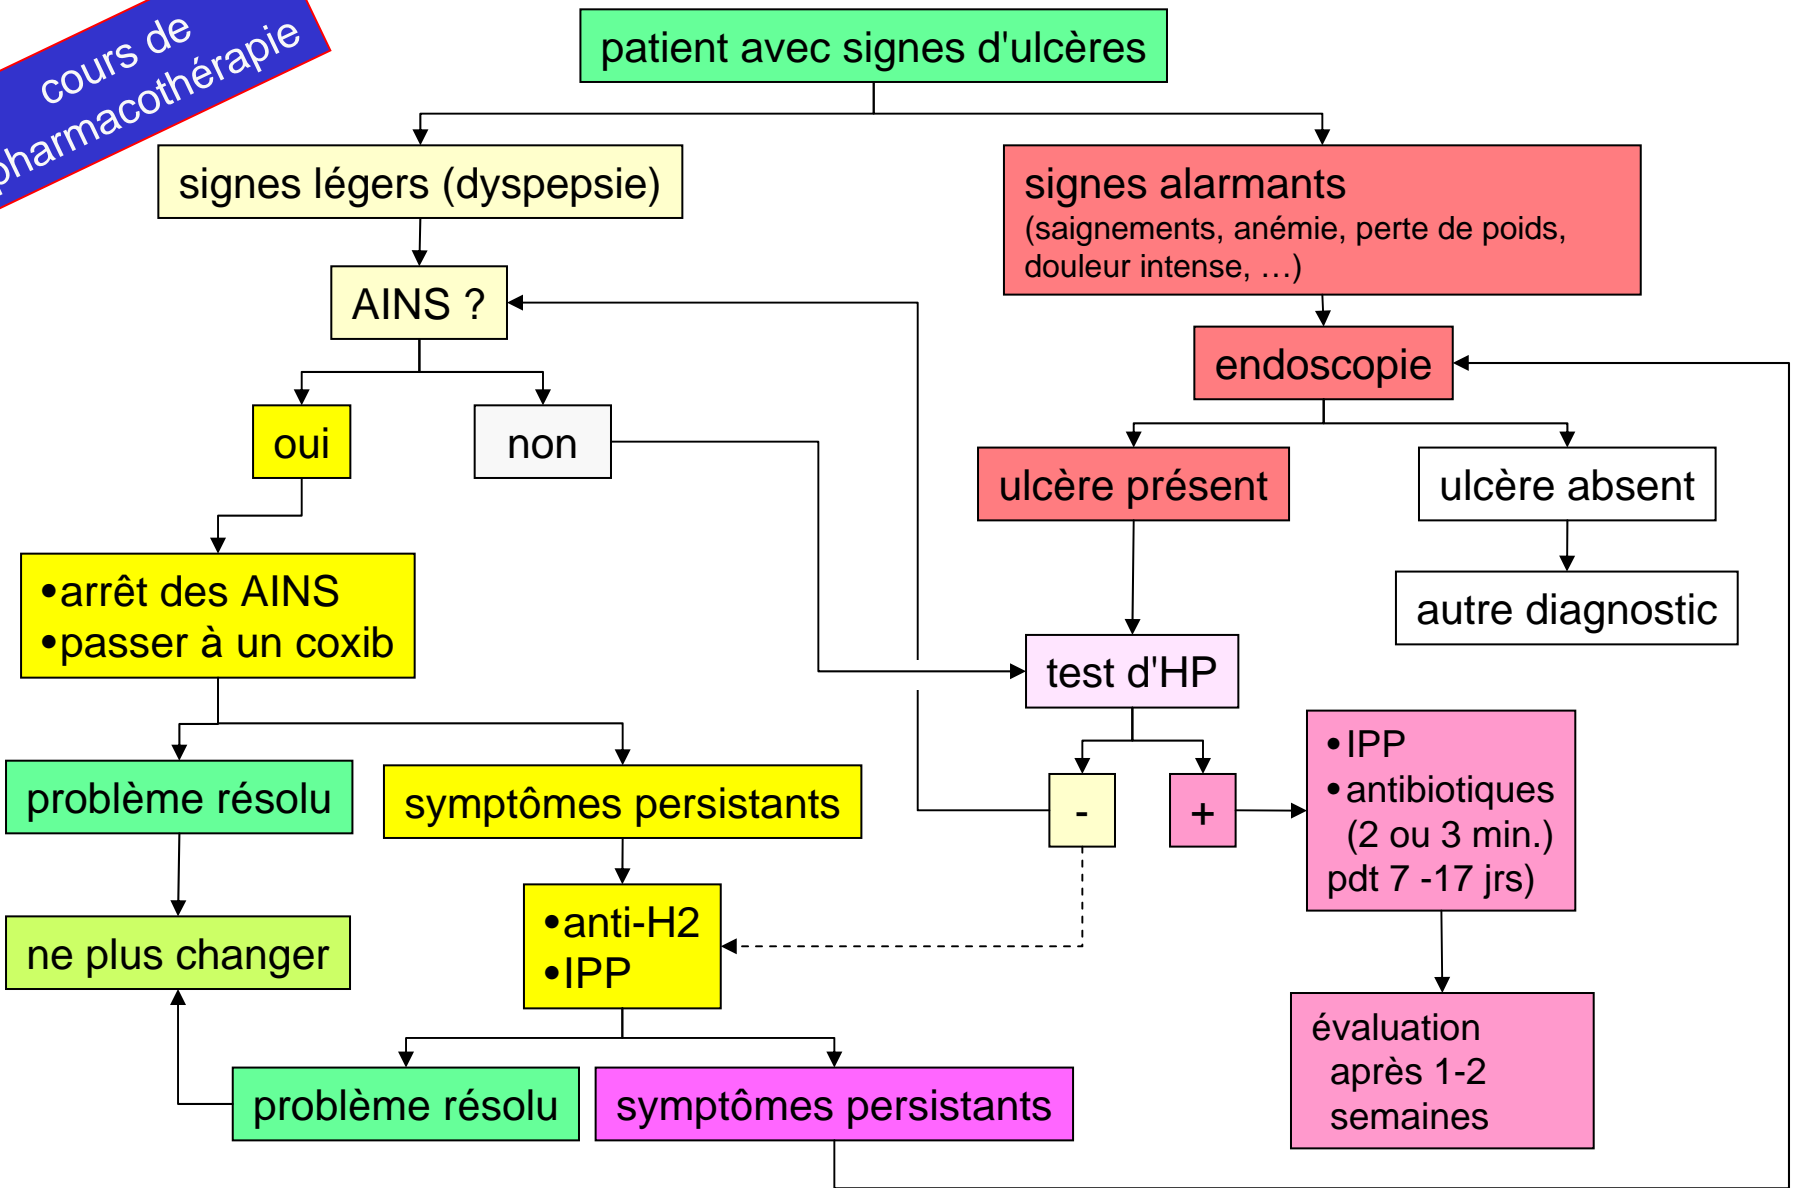 cours de
pharmacothérapie
patient avec signes d'ulcères
signes légers (dyspepsie)
signes alarmants
(saignements, anémie, perte de poids,
douleur intense, …)
AINS ?
endoscopie
oui
non
ulcère présent
ulcère absent
•arrêt des AINS
•passer à un coxib
autre diagnostic
test d'HP
problème résolu
symptômes persistants
-
+
•IPP
•antibiotiques
(2 ou 3 min.)
pdt 7 -17 jrs)
ne plus changer
•anti-H2
•IPP
évaluation
après 1-2
semaines
problème résolu
symptômes persistants